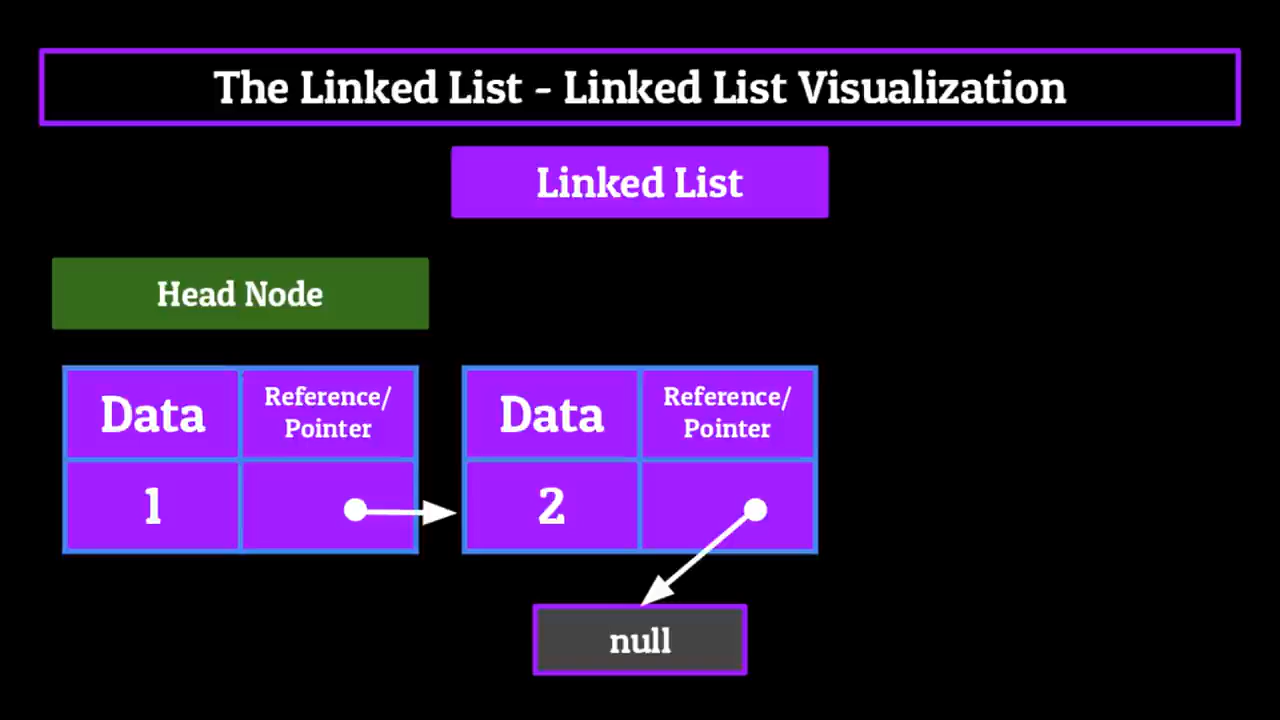 The Linked List - Linked List Visualization
Linked List
Head Node
Data
Reference/
Pointer
Data
Reference/
Pointer
1
2
null